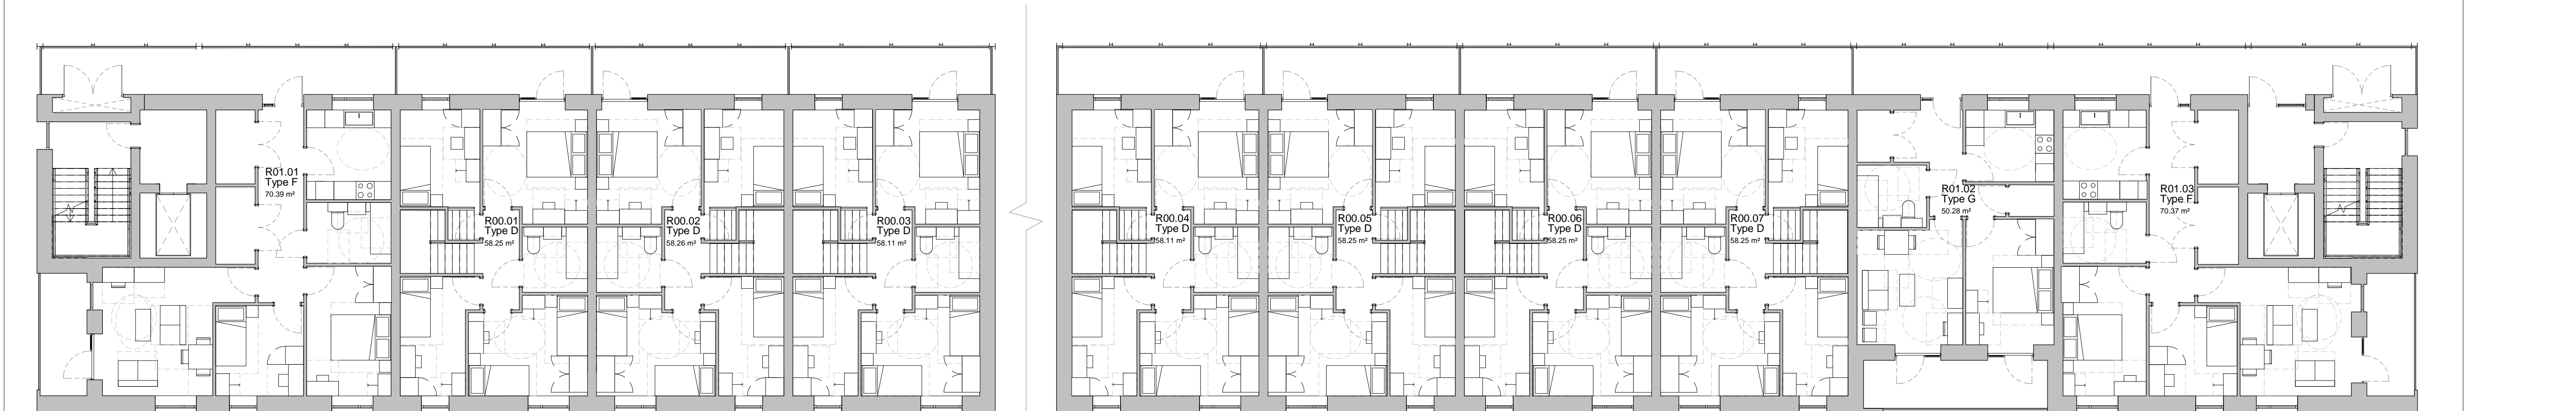 R01.01
Type F
70.39 m²
R00.01
Type D
58.25 m²
R00.02
Type D
58.26 m²
R00.03
Type D
58.11 m²
R00.04
Type D
58.11 m²
R00.05
Type D
58.25 m²
R00.06
Type D
58.25 m²
R00.07
Type D
58.25 m²
R01.02
Type G
50.28 m²
R01.03
Type F
70.37 m²